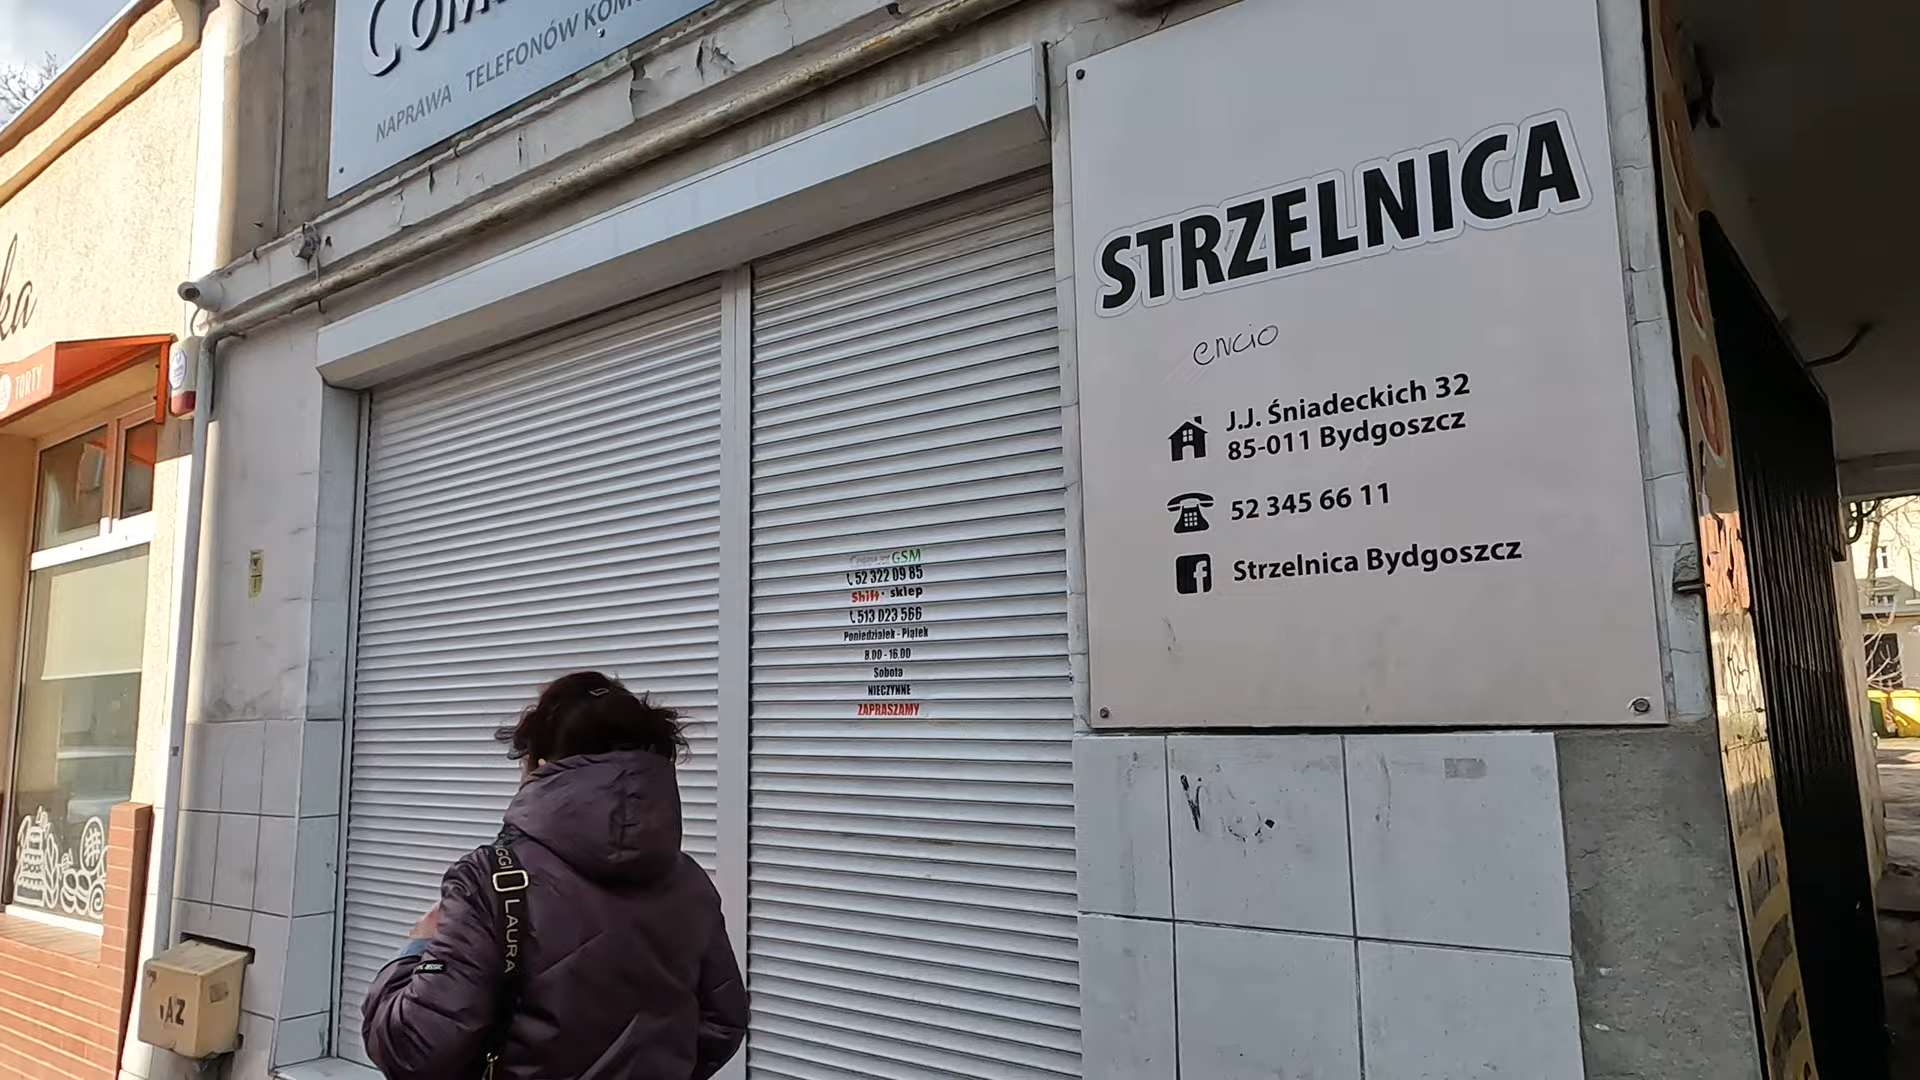 NAPRAWA TELEFONÓW
ka
TORTY
STRZELNICA
encio
J.J. Śniadeckich 32
85-011 Bydgoszcz
52 345 66 11
f
Strzelnica Bydgoszcz
GSM
52 322 09 85
Shift sklep
513 023 566
Poniedziałek - Piątek
8.00 - 16.00
Sobota
NIECZYNNE
ZAPRASZAMY
LAURA